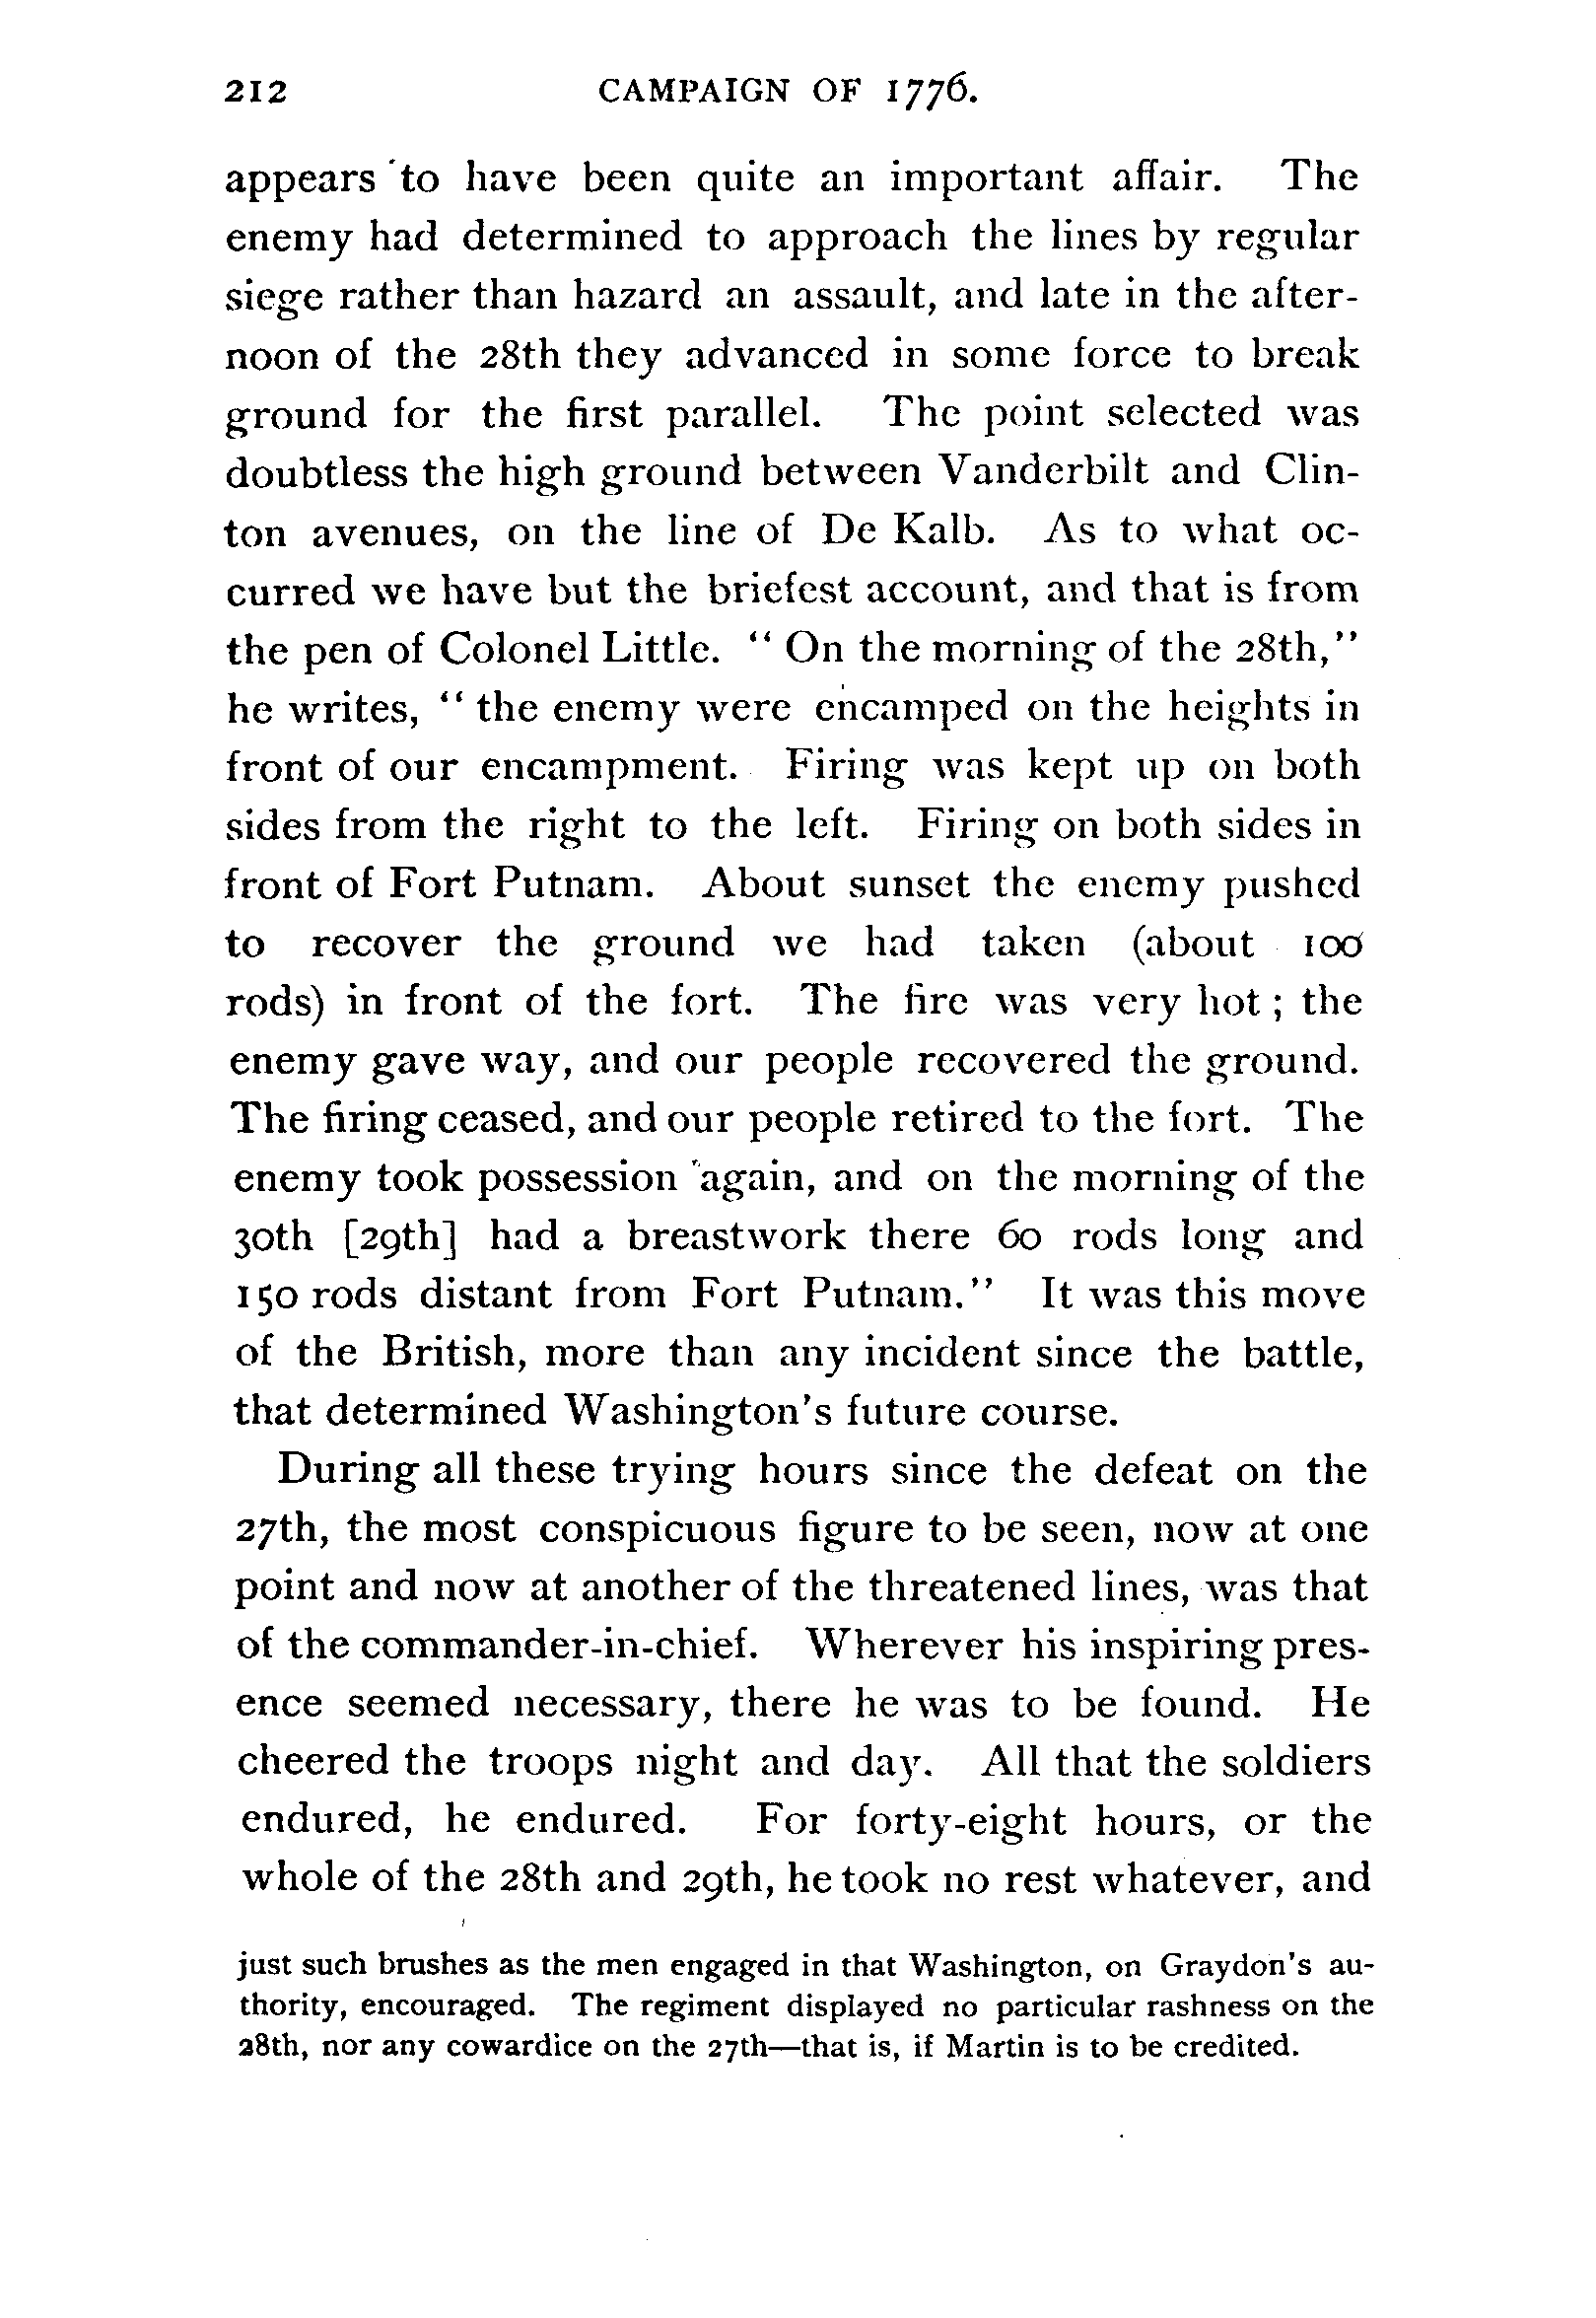 212 CAMPAIGN OF 1776.
appears to have been quite an important affair. The
enemy had determined to approach the lines by regular
siege rather than hazard an assault, and late in the after-
noon of the 28th they advanced in some force to break
ground for the first parallel. The point selected was
doubtless the high ground between Vanderbilt and Clin-
ton avenues, on the line of De Kalb. As to what oc-
curred we have but the briefest account, and that is from
the pen of Colonel Little. “ On the morning of the 28th,”
he writes, “ the enemy were encamped on the heights in
front of our encampment. Firing was kept up on both
sides from the right to the left. Firing on both sides in
front of Fort Putnam. About sunset the enemy pushed
to recover the ground we had taken (about 100
rods) in front of the fort. The fire was very hot ; the
enemy gave way, and our people recovered the ground.
The firing ceased, and our people retired to the fort. The
enemy took possession again, and on the morning of the
30th [29th] had a breastwork there 60 rods long and
150 rods distant from Fort Putnam.” It was this move
of the British, more than any incident since the battle,
that determined Washington's future course.
During all these trying hours since the defeat on the
27th, the most conspicuous figure to be seen, now at one
point and now at another of the threatened lines, was that
of the commander-in-chief. Wherever his inspiring pres-
ence seemed necessary, there he was to be found. He
cheered the troops night and day. All that the soldiers
endured, he endured. For forty-eight hours, or the
whole of the 28th and 29th, he took no rest whatever, and
just such brushes as the men engaged in that Washington, on Graydon's au-
thority, encouraged. The regiment displayed no particular rashness on the
28th, nor any cowardice on the 27th—that is, if Martin is to be credited.